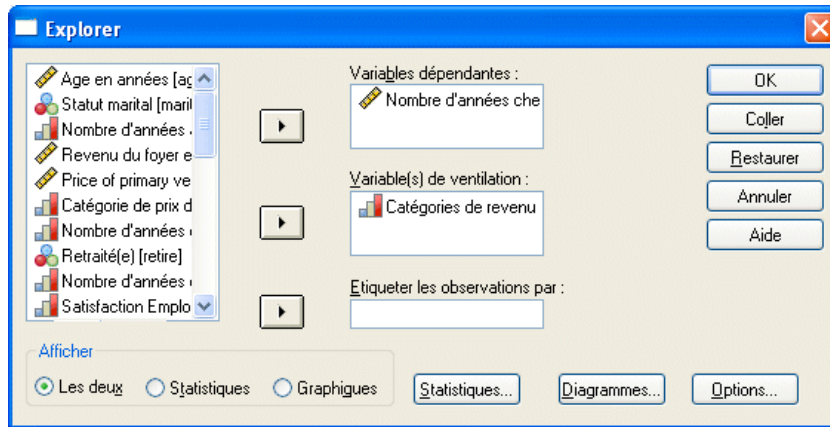 Explorer
Age en années [ag
Statut marital [marit
Nombre d'années
Revenu du foyer e
Price of primary ve
Catégorie de prix d
Nombre d'années
Retraité(e) [retire]
Nombre d'années
Satisfaction Emplo
Variables dépendantes :
Nombre d'années che
Variable(s) de ventilation :
Catégories de revenu
Etiqueter les observations par :
OK
Coller
Restaurer
Annuler
Aide
Afficher
Les deux
Statistiques
Graphigues
Statistiques...
Diagrammes...
Options...